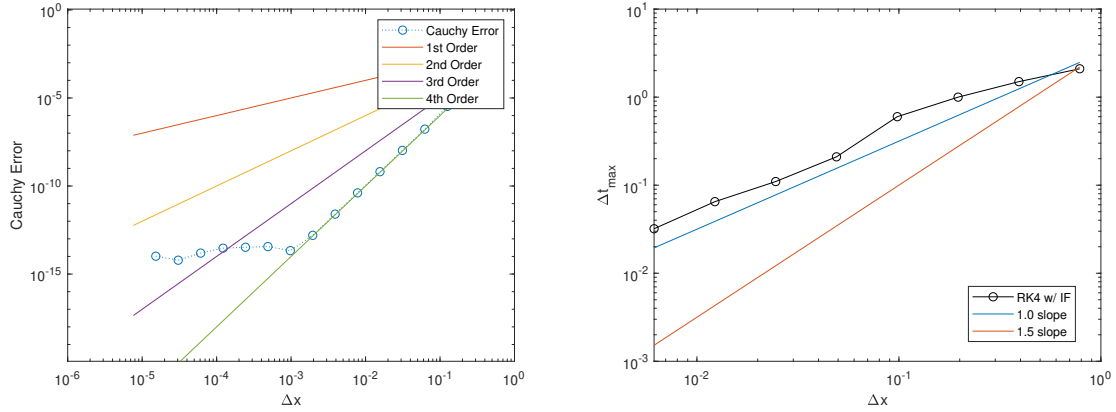 10^0
10^-5
10^-10
10^-15
Cauchy Error
10^-6
10^-5
10^-4
10^-3
10^-2
10^-1
10^0
Δx
Cauchy Error
1st Order
2nd Order
3rd Order
4th Order
10^1
10^0
10^-1
10^-2
10^-3
Δt_max
10^-2
10^-1
10^0
Δx
RK4 w/ IF
1.0 slope
1.5 slope